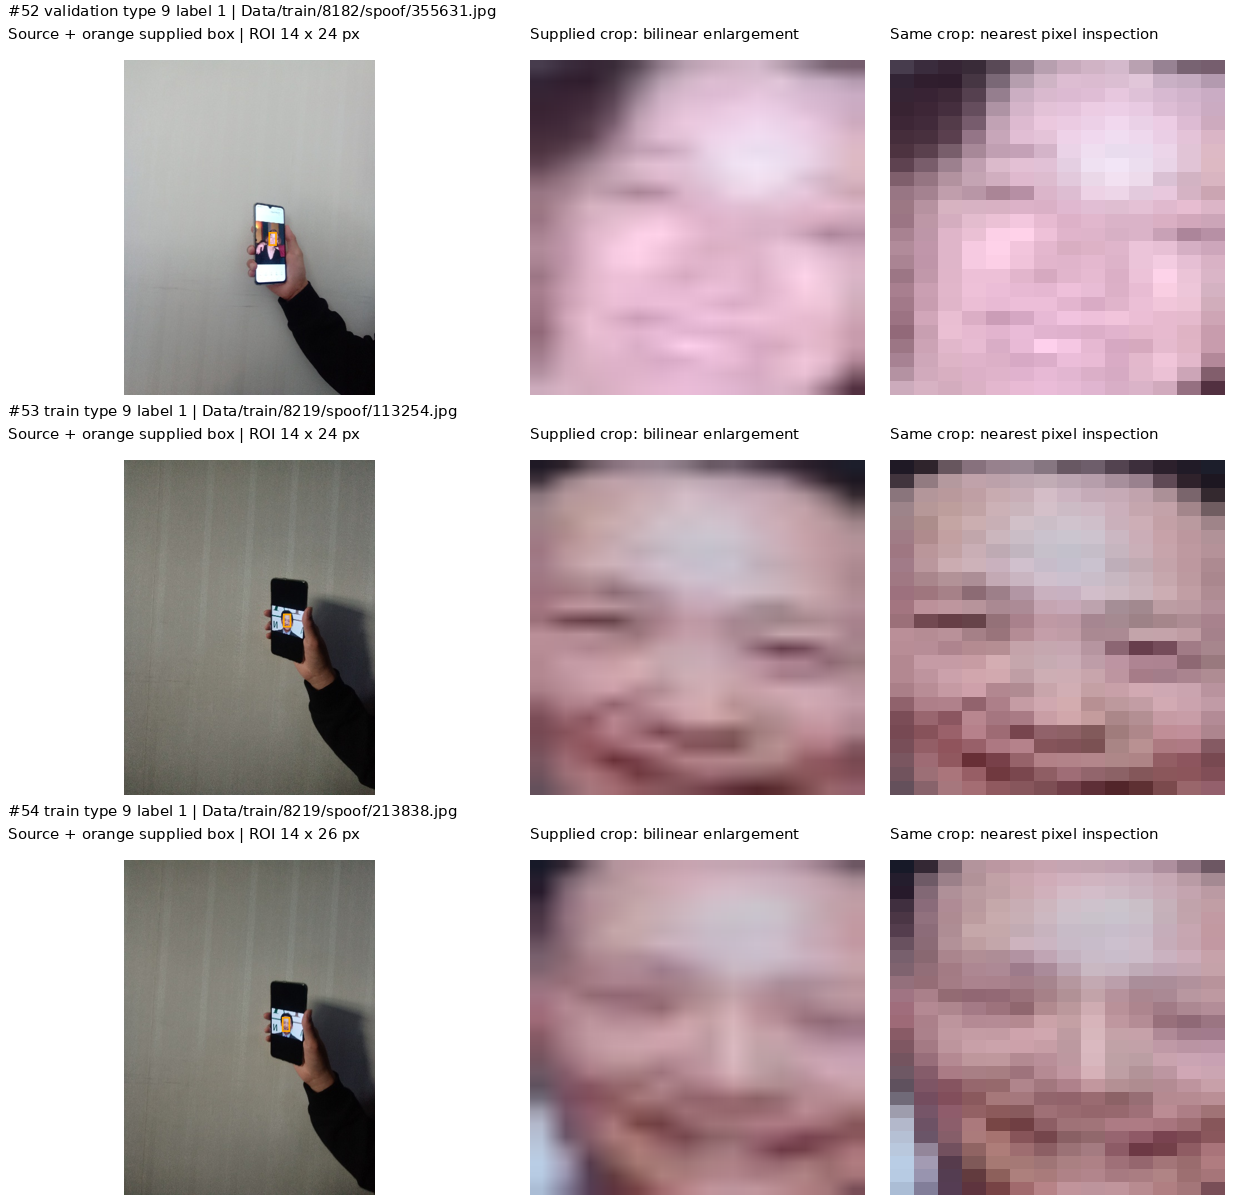 #52 validation type 9 label 1 | Data/train/8182/spoof/355631.jpg
Source + orange supplied box | ROI 14 x 24 px
Supplied crop: bilinear enlargement
Same crop: nearest pixel inspection
#53 train type 9 label 1 | Data/train/8219/spoof/113254.jpg
Source + orange supplied box | ROI 14 x 24 px
Supplied crop: bilinear enlargement
Same crop: nearest pixel inspection
#54 train type 9 label 1 | Data/train/8219/spoof/213838.jpg
Source + orange supplied box | ROI 14 x 26 px
Supplied crop: bilinear enlargement
Same crop: nearest pixel inspection